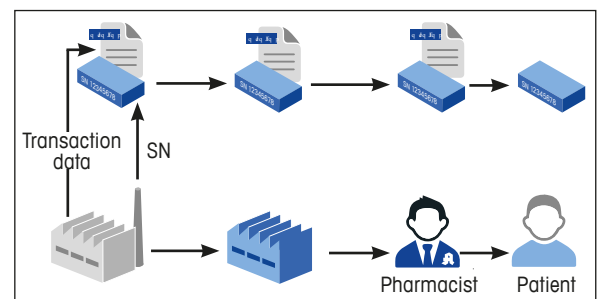 SN 12345678
SN 12345678
SN 12345678
SN 12345678
Transaction
data
SN
Pharmacist
Patient